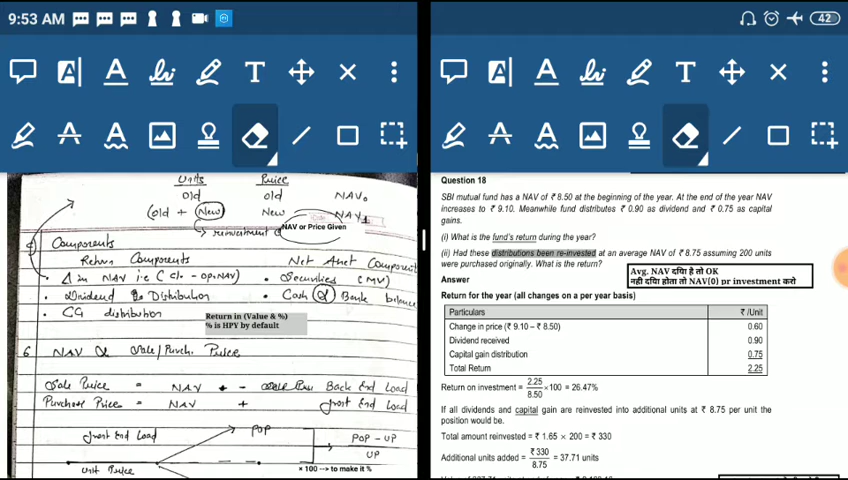 9:53 AM
42
Units Price
Old Old NAV₀
(Old + New) New NAV1
→ reinvestment @ NAV or Price Given
Components
Return Components Net Asset Component
• Δ in NAV i.e (Clo - op.NAV) • Securities (MV)
• Dividend Distribution • Cash & Bank balance
• CG distribution
Return in (Value & %)
% is HPY by default
6 NAV & Sale/Purch. Price
Sale Price = NAV - Back End Load
Purchase Price = NAV + front End Load
front End Load POP POP - UP
UP
Unit Price × 100 --> to make it %
Question 18
SBI mutual fund has a NAV of ₹ 8.50 at the beginning of the year. At the end of the year NAV
increases to ₹ 9.10. Meanwhile fund distributes ₹ 0.90 as dividend and ₹ 0.75 as capital
gains.
(i) What is the fund's return during the year?
(ii) Had these distributions been re-invested at an average NAV of ₹ 8.75 assuming 200 units
were purchased originally. What is the return?
Avg. NAV दिया है तो OK
नही दिया होता तो NAV(0) pr investment करो
Answer
Return for the year (all changes on a per year basis)
Particulars ₹ /Unit
Change in price (₹ 9.10 – ₹ 8.50) 0.60
Dividend received 0.90
Capital gain distribution 0.75
Total Return 2.25
Return on investment = 2.25/8.50 ×100 = 26.47%
If all dividends and capital gain are reinvested into additional units at ₹ 8.75 per unit the
position would be.
Total amount reinvested = ₹ 1.65 × 200 = ₹ 330
Additional units added = ₹ 330/8.75 = 37.71 units